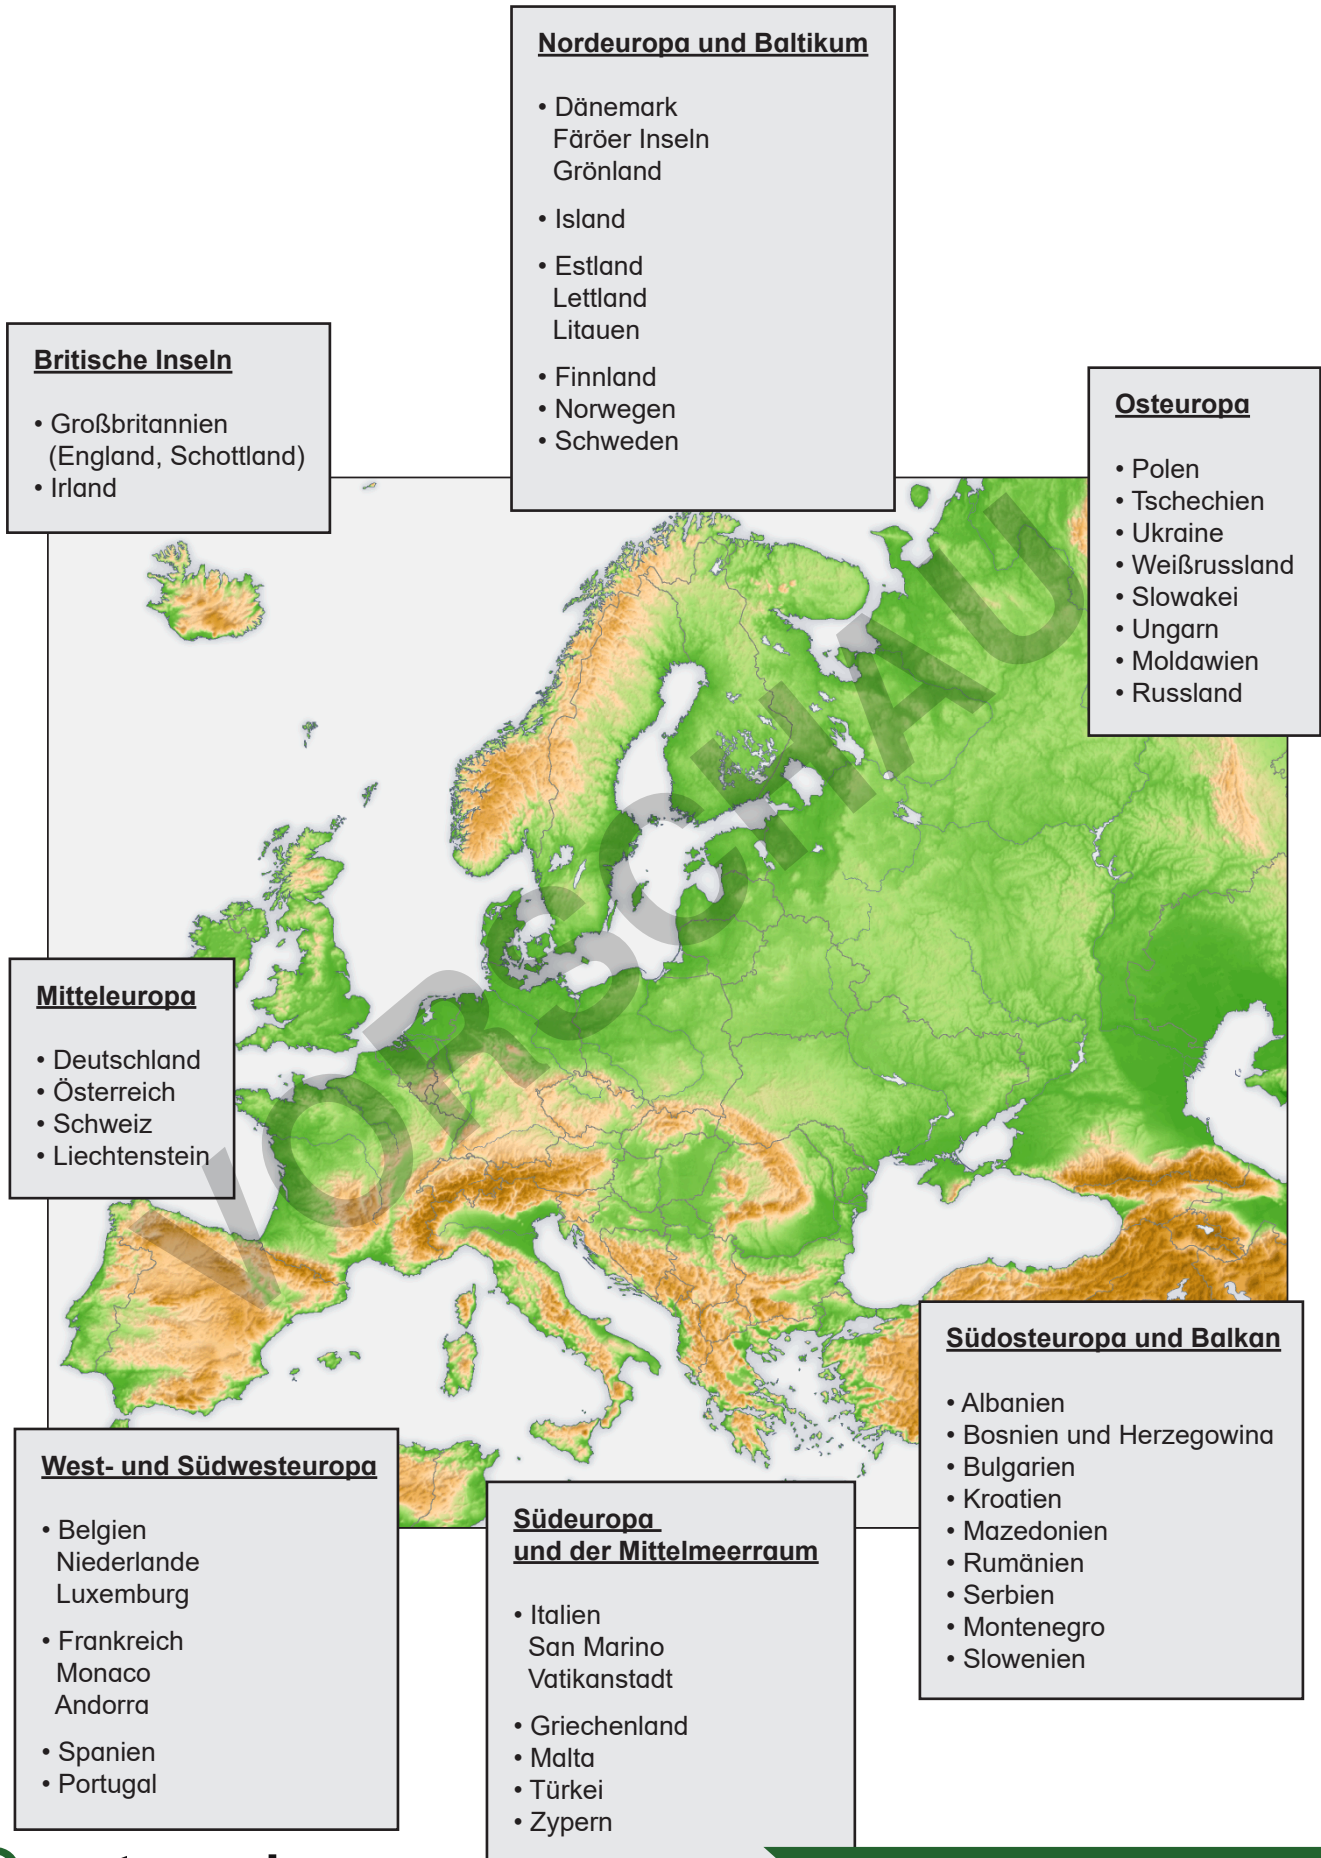 Nordeuropa und Baltikum
• Dänemark
Färöer Inseln
Grönland
• Island
• Estland
Lettland
Litauen
• Finnland
• Norwegen
• Schweden
Britische Inseln
• Großbritannien
(England, Schottland)
• Irland
Osteuropa
• Polen
• Tschechien
• Ukraine
• Weißrussland
• Slowakei
• Ungarn
• Moldawien
• Russland
VORSCHAU
Mitteleuropa
• Deutschland
• Österreich
• Schweiz
• Liechtenstein
Südosteuropa und Balkan
• Albanien
• Bosnien und Herzegowina
• Bulgarien
• Kroatien
• Mazedonien
• Rumänien
• Serbien
• Montenegro
• Slowenien
West- und Südwesteuropa
• Belgien
Niederlande
Luxemburg
• Frankreich
Monaco
Andorra
• Spanien
• Portugal
Südeuropa
und der Mittelmeerraum
• Italien
San Marino
Vatikanstadt
• Griechenland
• Malta
• Türkei
• Zypern